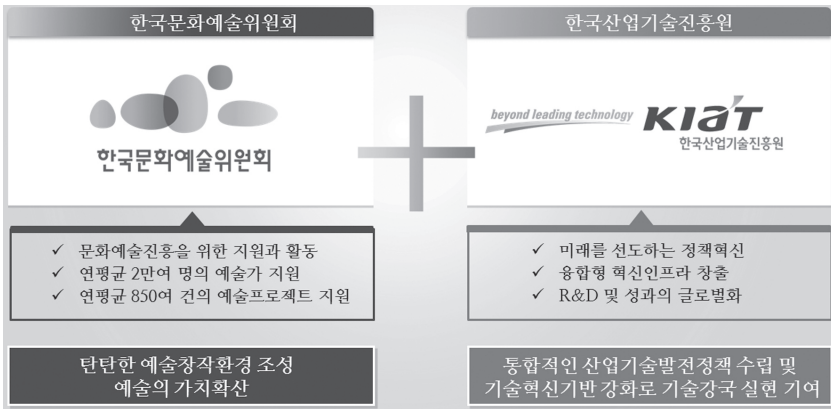 한국문화예술위원회
한국문화예술위원회
✓ 문화예술진흥을 위한 지원과 활동
✓ 연평균 2만여 명의 예술가 지원
✓ 연평균 850여 건의 예술프로젝트 지원
탄탄한 예술창작환경 조성
예술의 가치확산
한국산업기술진흥원
beyond leading technology KIAT
한국산업기술진흥원
✓ 미래를 선도하는 정책혁신
✓ 융합형 혁신인프라 창출
✓ R&D 및 성과의 글로벌화
통합적인 산업기술발전정책 수립 및
기술혁신기반 강화로 기술강국 실현 기여